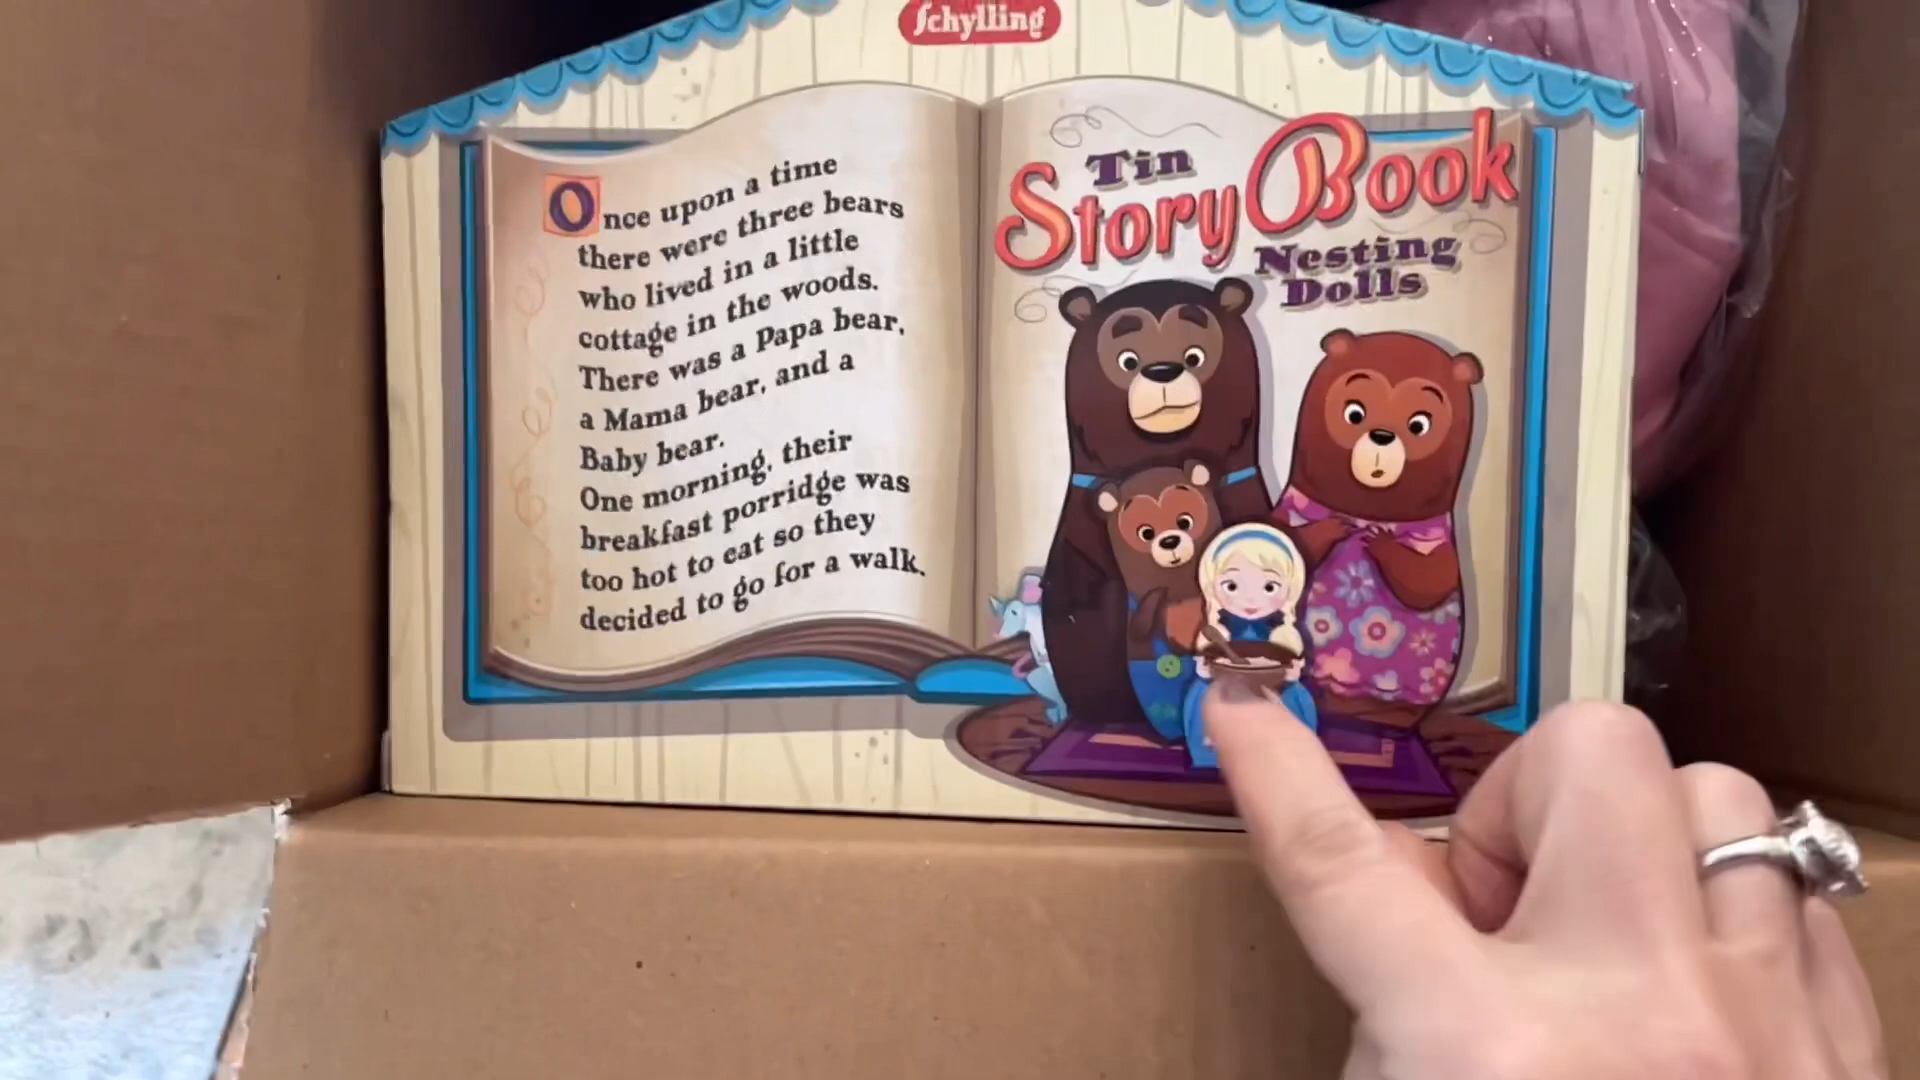 Schylling
Once upon a time
there were three bears
who lived in a little
cottage in the woods.
There was a Papa bear,
a Mama bear, and a
Baby bear.
One morning, their
breakfast porridge was
too hot to eat so they
decided to go for a walk.
Tin
StoryBook
Nesting
Dolls